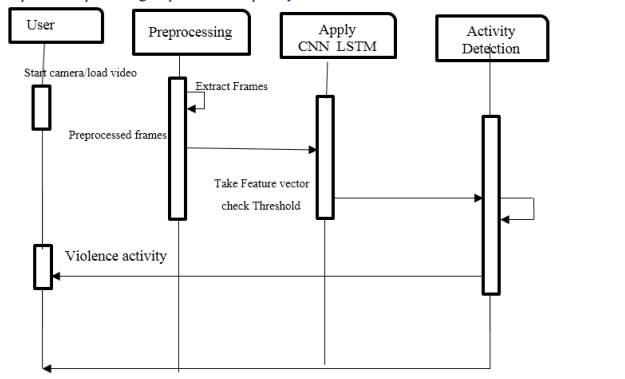 User
Preprocessing
Apply
CNN LSTM
Activity
Detection
Start camera/load video
Extract Frames
Preprocessed frames
Take Feature vector
check Threshold
Violence activity